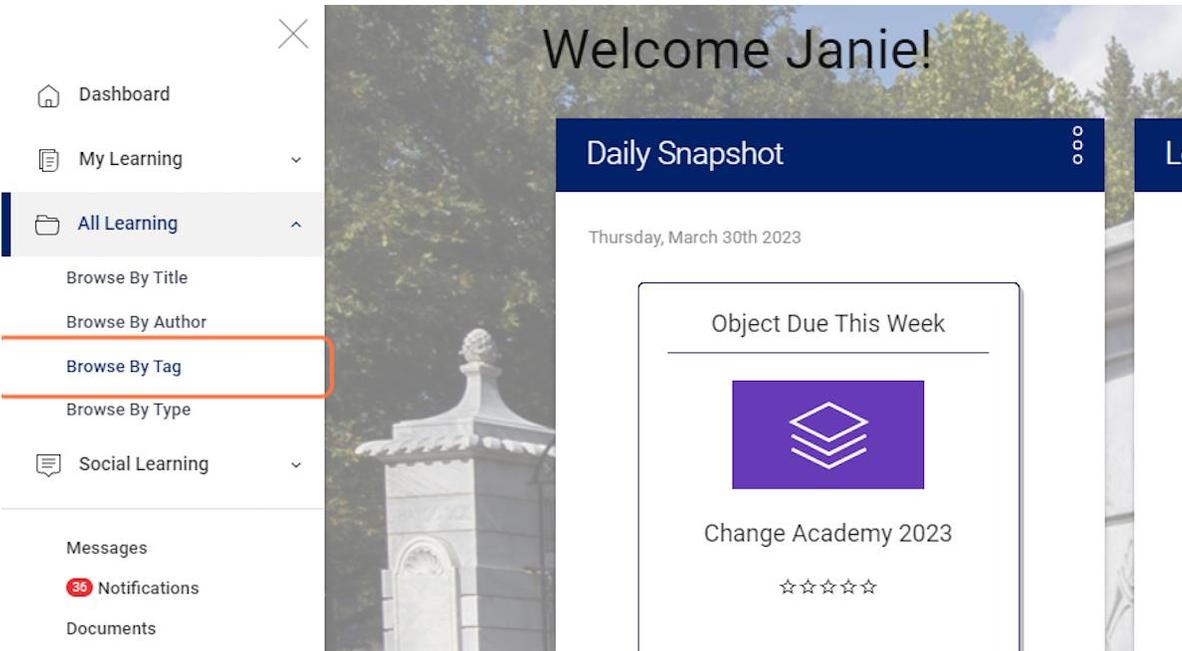 Welcome Janie!
Dashboard
My Learning
All Learning
Browse By Title
Browse By Author
Browse By Tag
Browse By Type
Social Learning
Messages
36 Notifications
Documents
Daily Snapshot
Thursday, March 30th 2023
Object Due This Week
Change Academy 2023